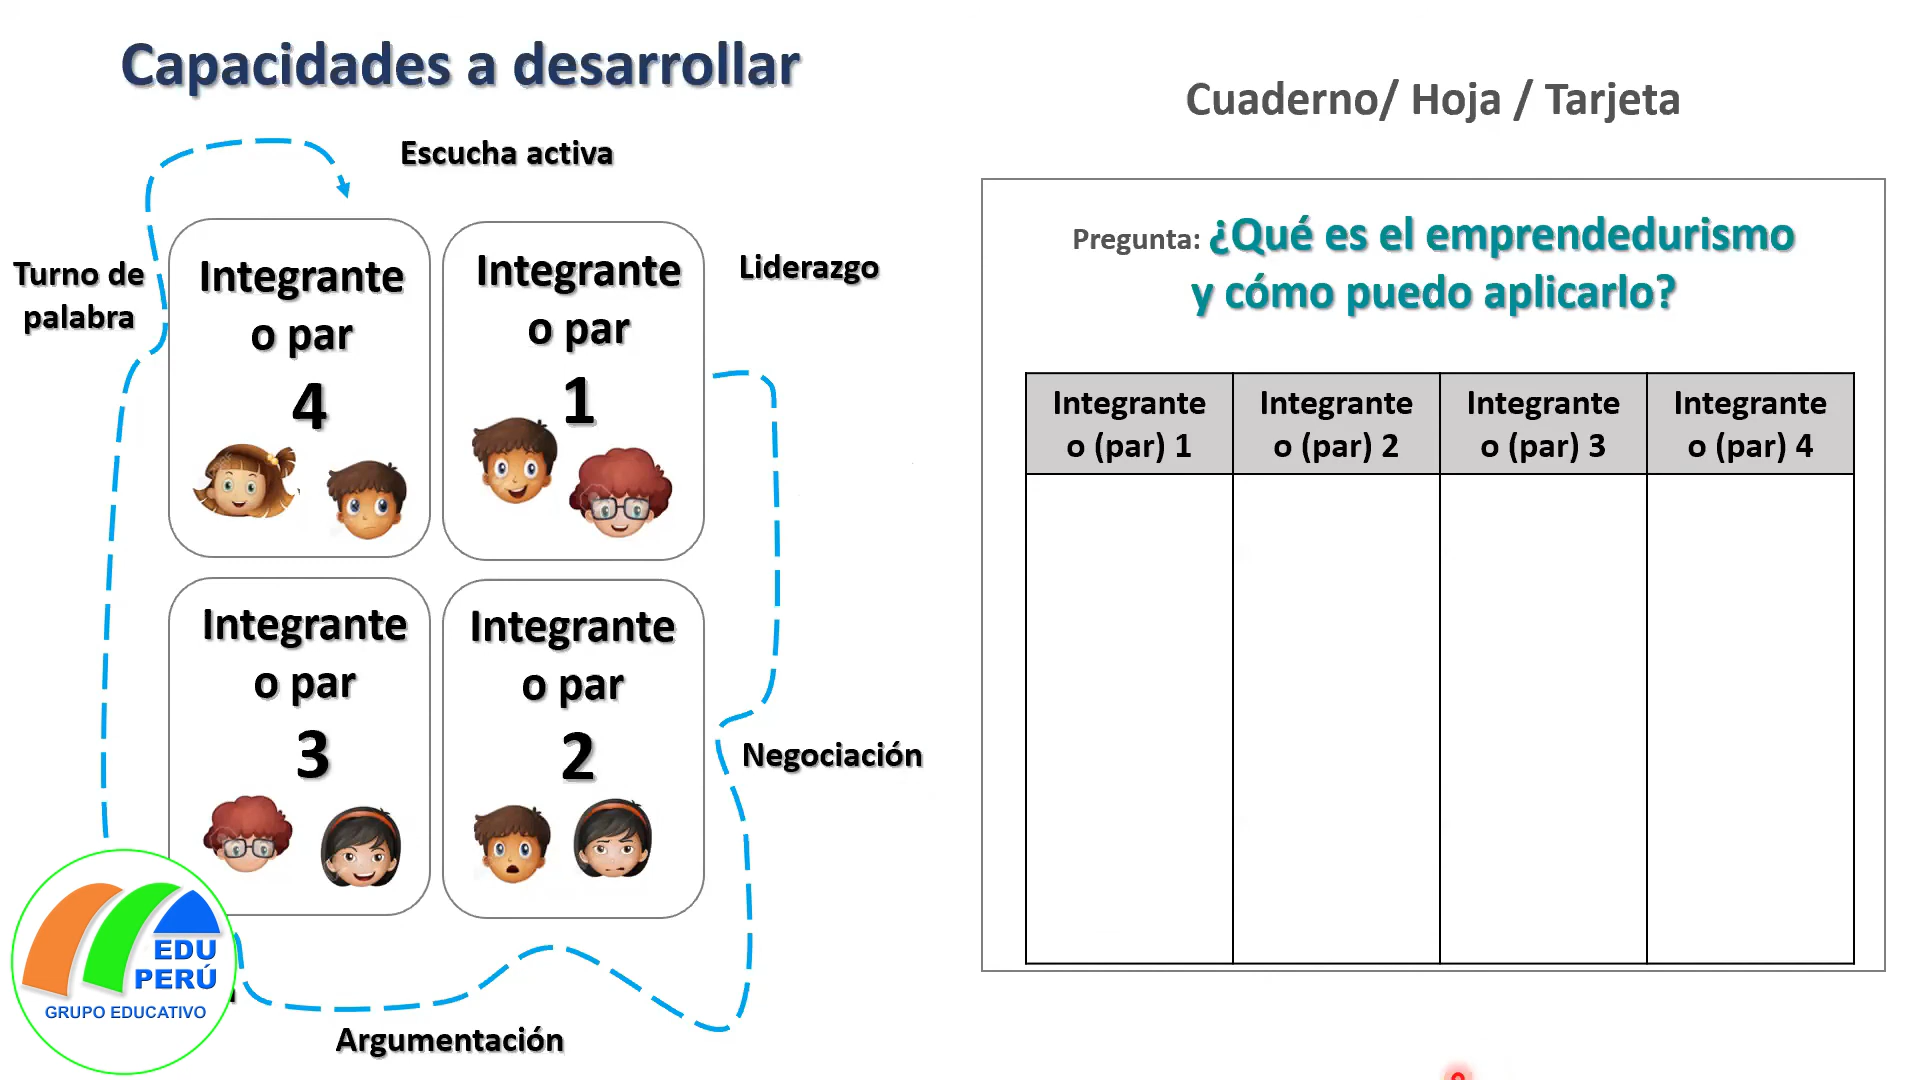 Capacidades a desarrollar
Escucha activa
Turno de
palabra
Integrante
o par
4
Integrante
o par
1
Liderazgo
Integrante
o par
3
Integrante
o par
2
Negociación
Argumentación
EDU
PERÚ
GRUPO EDUCATIVO
Cuaderno/ Hoja / Tarjeta
Pregunta: ¿Qué es el emprendedurismo
y cómo puedo aplicarlo?
Integrante
o (par) 1
Integrante
o (par) 2
Integrante
o (par) 3
Integrante
o (par) 4